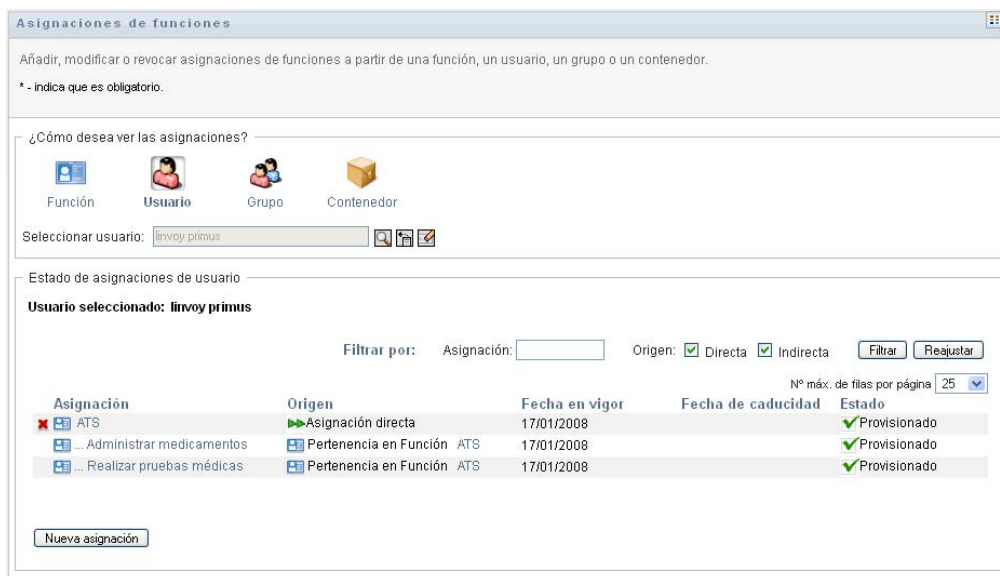 Asignaciones de funciones
Añadir, modificar o revocar asignaciones de funciones a partir de una función, un usuario, un grupo o un contenedor.
* - indica que es obligatorio.
¿Cómo desea ver las asignaciones?
Función Usuario Grupo Contenedor
Seleccionar usuario: linvoy primus
Estado de asignaciones de usuario
Usuario seleccionado: linvoy primus
Filtrar por: Asignación: Origen: Directa Indirecta Filtrar Reajustar
Nº máx. de filas por página 25
Asignación Origen Fecha en vigor Fecha de caducidad Estado
ATS Asignación directa 17/01/2008 Provisionado
... Administrar medicamentos Pertenencia en Función ATS 17/01/2008 Provisionado
... Realizar pruebas médicas Pertenencia en Función ATS 17/01/2008 Provisionado
Nueva asignación